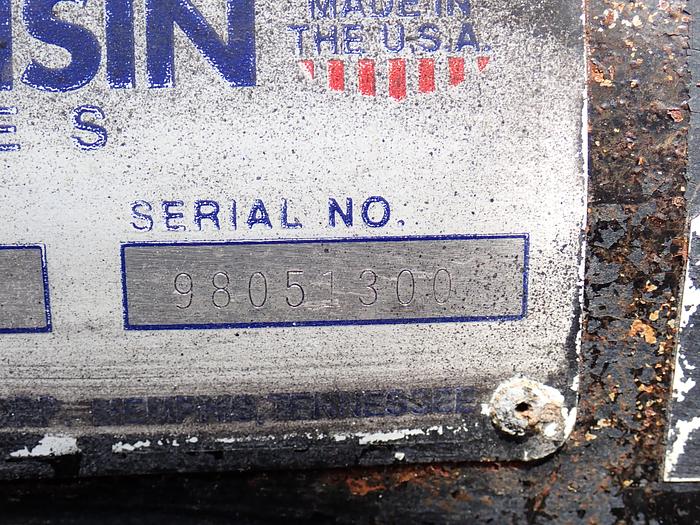 MADE IN
THE U.S.A.
SIN
E S
SERIAL NO.
98051300
MEMPHIS, TENNESSEE